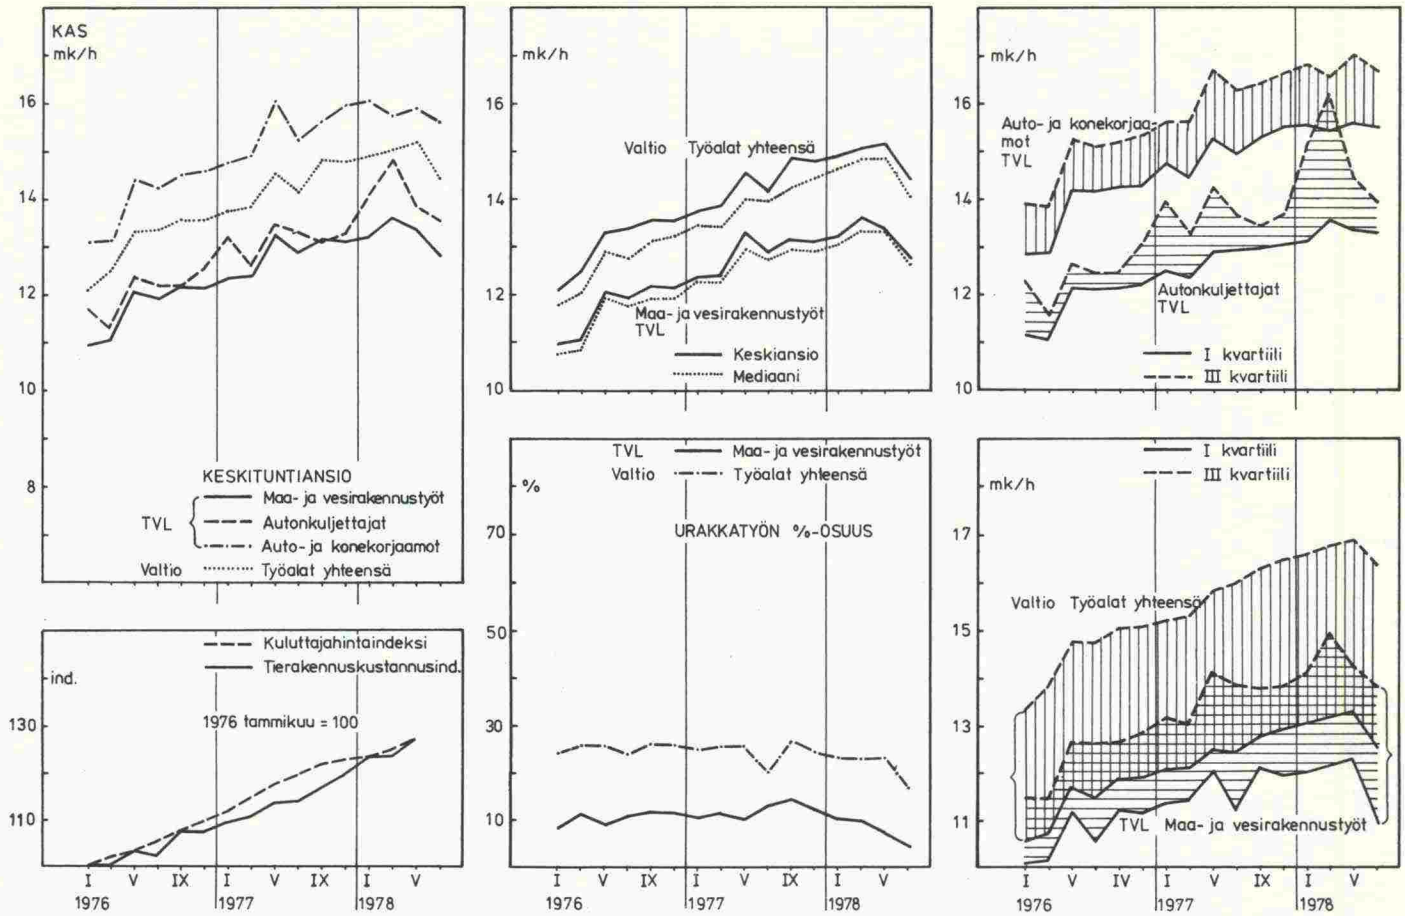 KAS
mk/h
16
14
12
10
8
KESKITUNTIANSIO
TVL
Maa- ja vesirakennustyöt
Autonkuljettajat
Auto- ja konekorjaamot
Valtio Työalat yhteensä
mk/h
16
14
12
10
Valtio Työalat yhteensä
Maa- ja vesirakennustyöt
TVL
Keskiansio
Mediaani
mk/h
16
14
12
10
Auto- ja konekorjaa-
mot
TVL
Autonkuljettajat
TVL
I kvartiili
III kvartiili
Kuluttajahintaindeksi
Tierakennuskustannusind.
ind.
1976 tammikuu = 100
130
110
I V IX I V IX I V
1976 1977 1978
TVL Maa- ja vesirakennustyöt
Valtio Työalat yhteensä
%
URAKKATYÖN %-OSUUS
70
50
30
10
I V IX I V IX I V
1976 1977 1978
I kvartiili
III kvartiili
mk/h
17
15
13
11
Valtio Työalat yhteensä
TVL Maa- ja vesirakennustyöt
I V IV I V IX I V
1976 1977 1978